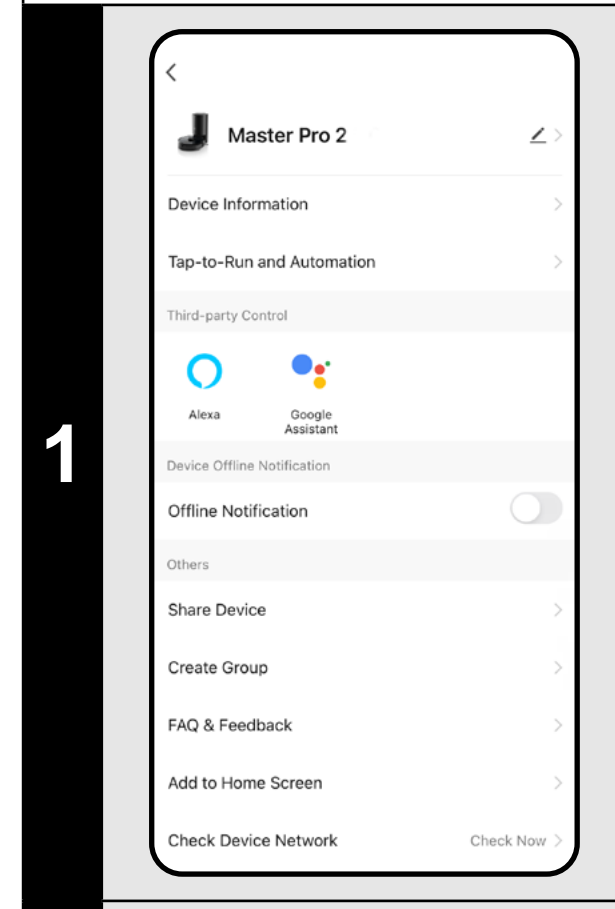 1
Master Pro 2
Device Information
Tap-to-Run and Automation
Third-party Control
Alexa
Google
Assistant
Device Offline Notification
Offline Notification
Others
Share Device
Create Group
FAQ & Feedback
Add to Home Screen
Check Device Network Check Now